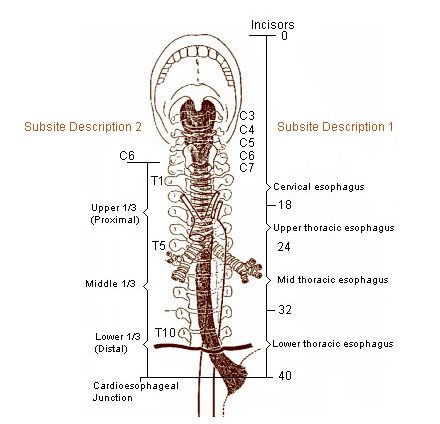 Incisors
0
C3
C4
Subsite Description 2
Subsite Description 1
C5
C6
C6
C7
T1
Cervical esophagus
18
Upper 1/3
(Proximal)
Upper thoracic esophagus
T5
24
Middle 1/3
Mid thoracic esophagus
32
T10
Lower 1/3
(Distal)
Lower thoracic esophagus
40
Cardioesophageal
Junction